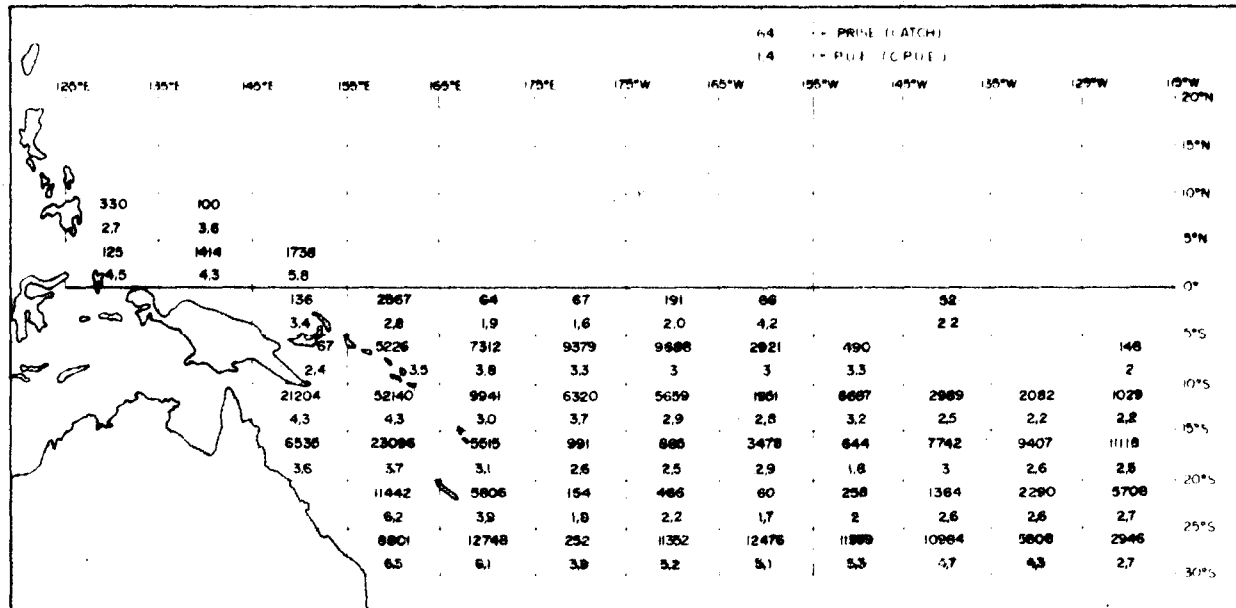 64 PRISE (CATCH)
1.4 P.U.E (C.P.U.E.)
125°E 135°E 145°E 155°E 165°E 175°E 175°W 165°W 155°W 145°W 135°W 125°W 115°W
20°N
15°N
10°N
330 100
2.7 3.6
5°N
125 1414 1738
4.5 4.3 5.8
0°
136 2867 64 67 191 86 52
3.4 2.8 1.9 1.6 2.0 4.2 2.2
5°S
67 5226 7312 9379 9686 2921 490 146
2.4 3.5 3.8 3.3 3 3 3.3 2
10°S
21204 52140 9941 6320 5659 1961 6687 2989 2082 1029
4.3 4.3 3.0 3.7 2.9 2.8 3.2 2.5 2.2 2.2
15°S
6536 23096 5615 991 3478 644 7742 9407 11118
3.6 3.7 3.1 2.6 2.5 2.9 1.6 3 2.6 2.8
20°S
11442 5806 154 466 60 258 1364 2290 5708
6.2 3.9 1.8 2.2 1.7 2 2.6 2.6 2.7
25°S
8801 12748 252 11352 12476 10984 5808 2946
6.5 6.1 3.9 5.2 5.1 5.3 4.7 4.3 2.7
30°S